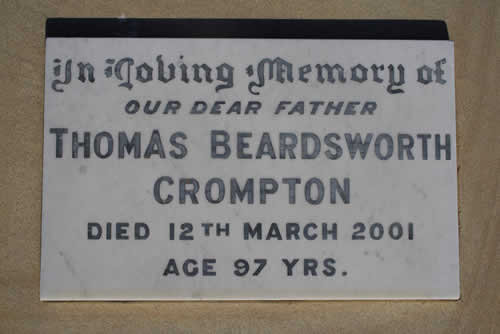 In Loving Memory of
OUR DEAR FATHER
THOMAS BEARDSWORTH
CROMPTON
DIED 12TH MARCH 2001
AGE 97 YRS.